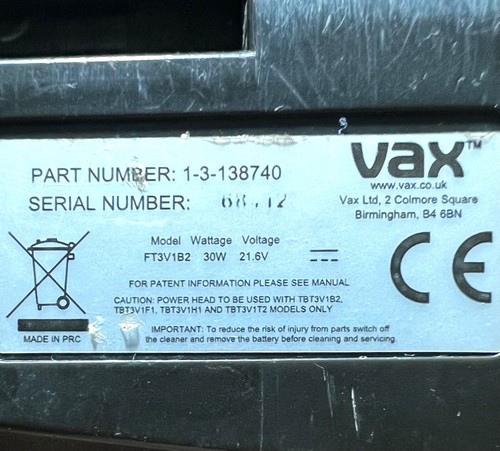 vax™
www.vax.co.uk
Vax Ltd, 2 Colmore Square
Birmingham, B4 6BN
PART NUMBER: 1-3-138740
SERIAL NUMBER:
Model Wattage Voltage
FT3V1B2 30W 21.6V
CE
FOR PATENT INFORMATION PLEASE SEE MANUAL
CAUTION: POWER HEAD TO BE USED WITH TBT3V1B2,
TBT3V1F1, TBT3V1H1 AND TBT3V1T2 MODELS ONLY
MADE IN PRC
IMPORTANT: To reduce the risk of injury from parts switch off
the cleaner and remove the battery before cleaning and servicing.